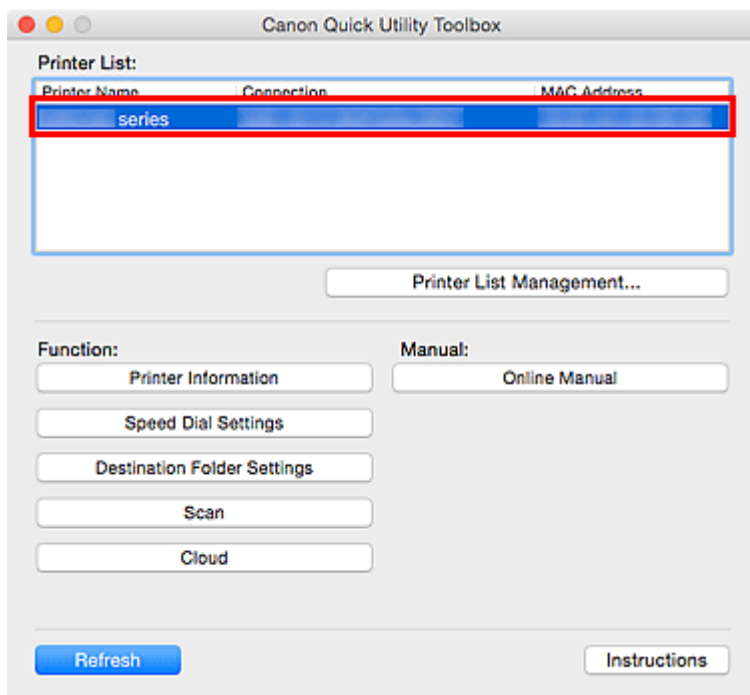 Canon Quick Utility Toolbox
Printer List:
Printer Name Connection MAC Address
series
Printer List Management...
Function: Manual:
Printer Information Online Manual
Speed Dial Settings
Destination Folder Settings
Scan
Cloud
Refresh Instructions